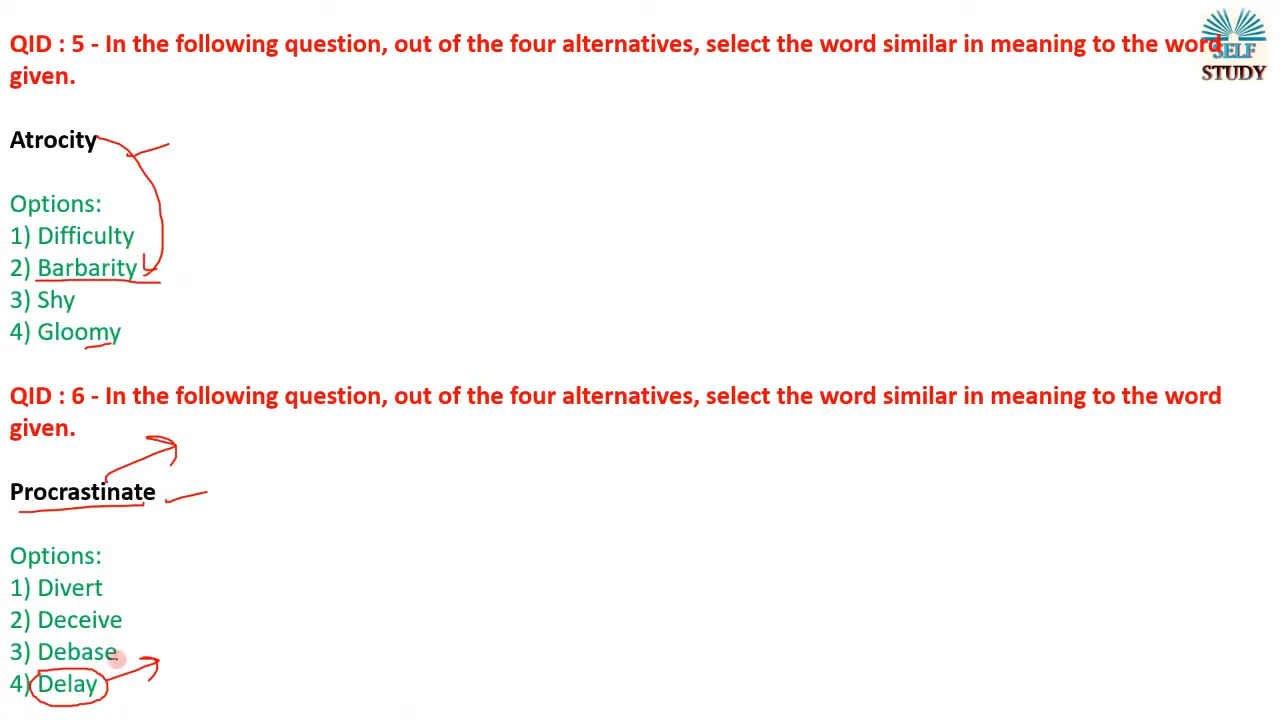 QID : 5 - In the following question, out of the four alternatives, select the word similar in meaning to the word
given.
SELF
STUDY
Atrocity
Options:
1) Difficulty
2) Barbarity
3) Shy
4) Gloomy
QID : 6 - In the following question, out of the four alternatives, select the word similar in meaning to the word
given.
Procrastinate
Options:
1) Divert
2) Deceive
3) Debase
4) Delay